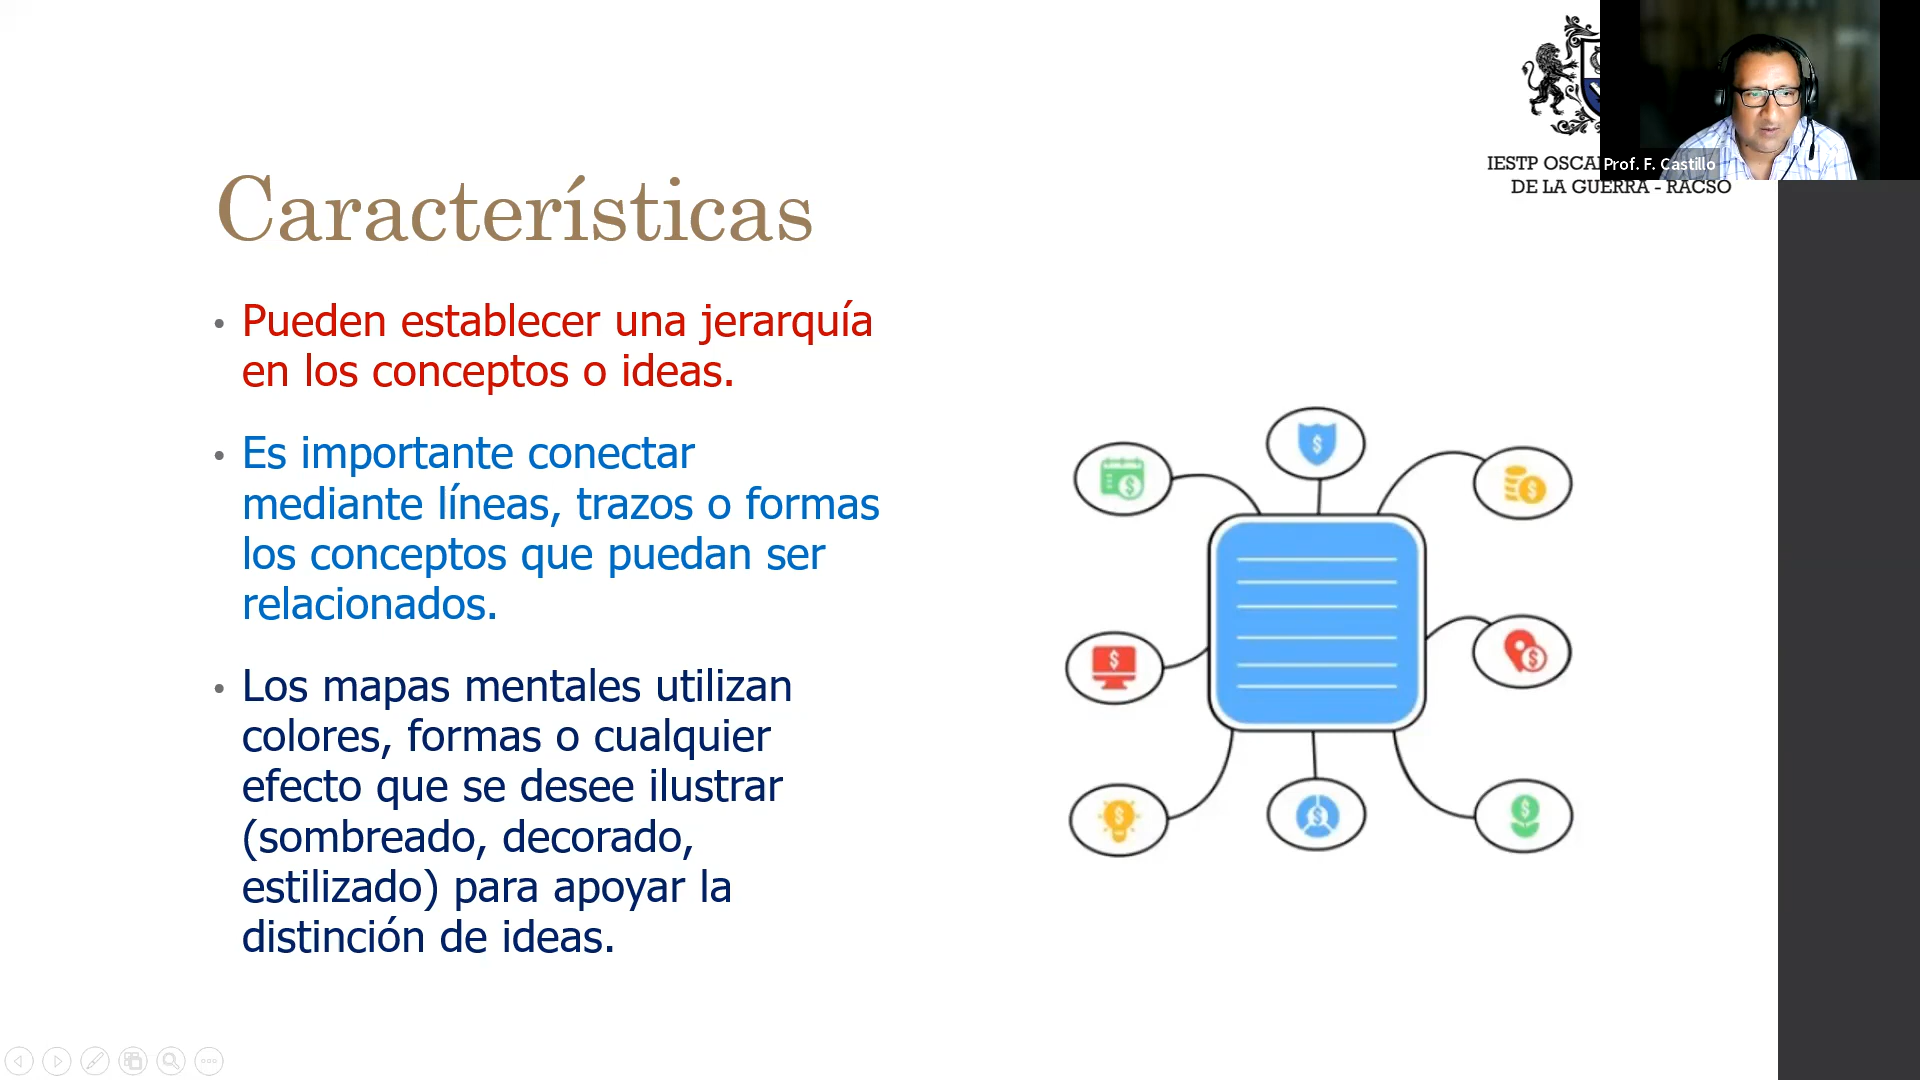 IESTP OSCA
DE LA GUERRA - RACSO
Prof. F. Castillo
Características
• Pueden establecer una jerarquía
en los conceptos o ideas.
• Es importante conectar
mediante líneas, trazos o formas
los conceptos que puedan ser
relacionados.
• Los mapas mentales utilizan
colores, formas o cualquier
efecto que se desee ilustrar
(sombreado, decorado,
estilizado) para apoyar la
distinción de ideas.
$
$
$
$
$
$
$
$